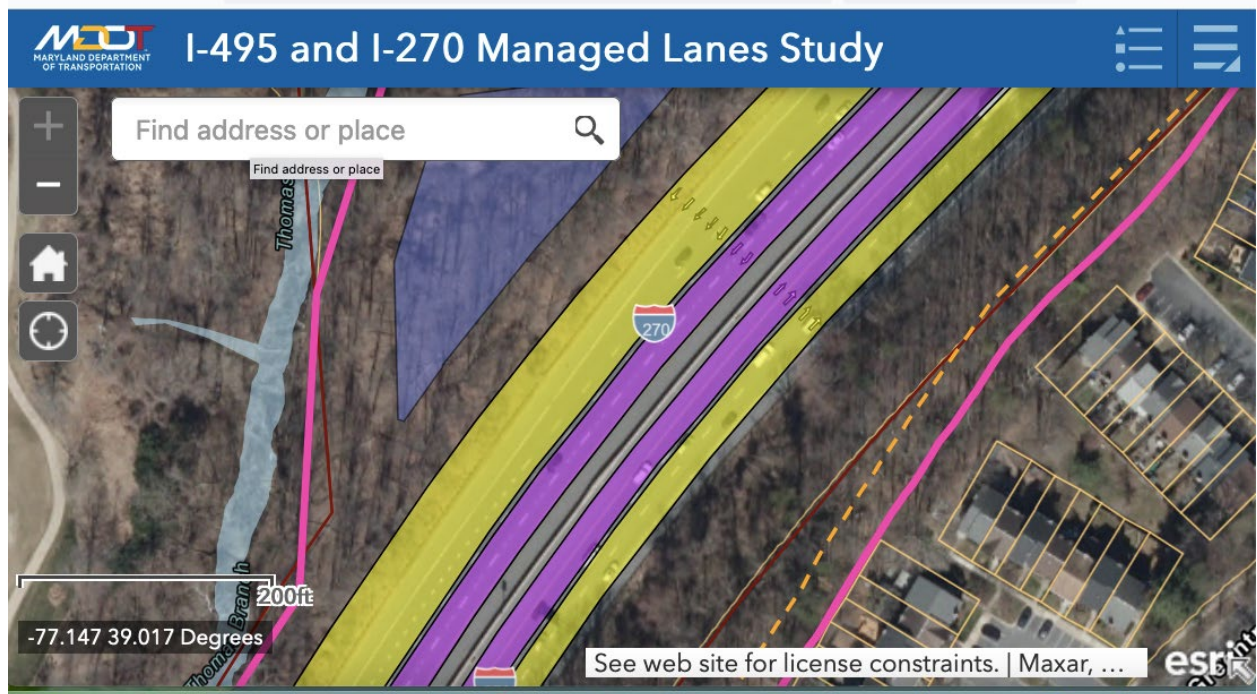 MDOT
MARYLAND DEPARTMENT
OF TRANSPORTATION
I-495 and I-270 Managed Lanes Study
Find address or place
Find address or place
Thomas
270
200ft
Thomas Branch
-77.147 39.017 Degrees
See web site for license constraints. | Maxar, ...
esri